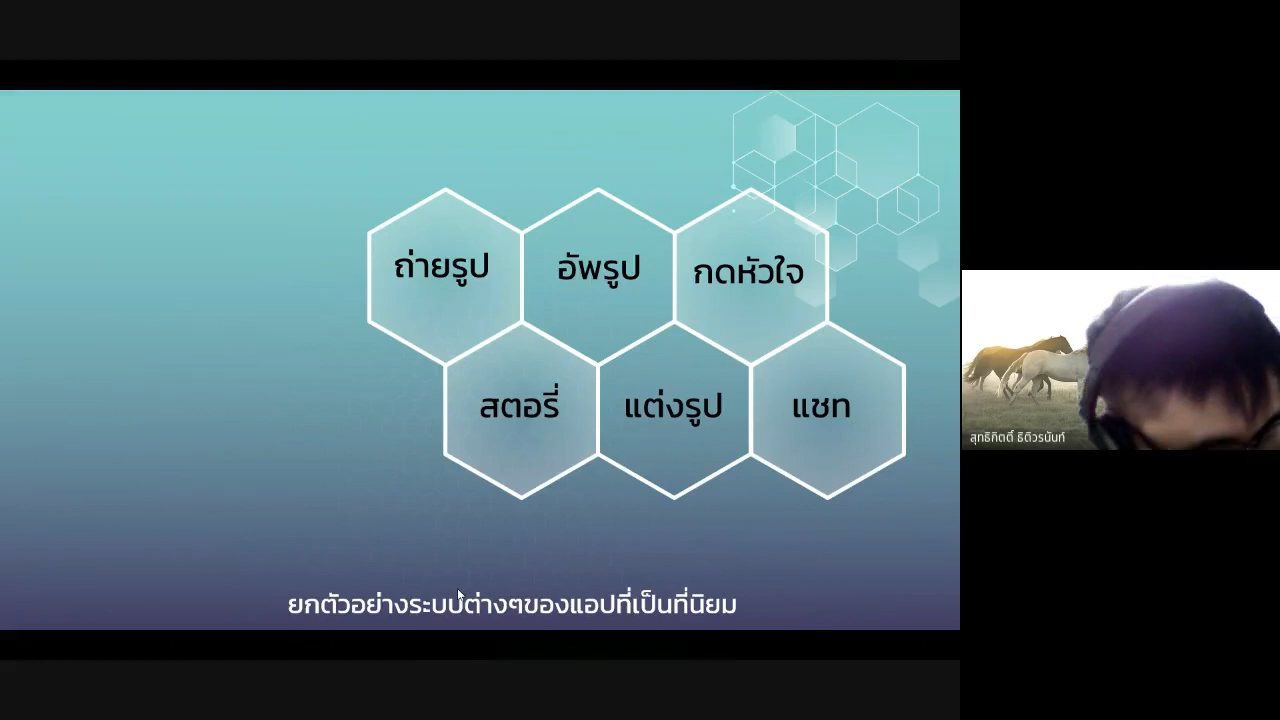 ถ่ายรูป
อัพรูป
กดหัวใจ
สตอรี่
แต่งรูป
แชท
ยกตัวอย่างระบบต่างๆของแอปที่เป็นที่นิยม
สุทธิกิตติ์ ธิติวรนันท์